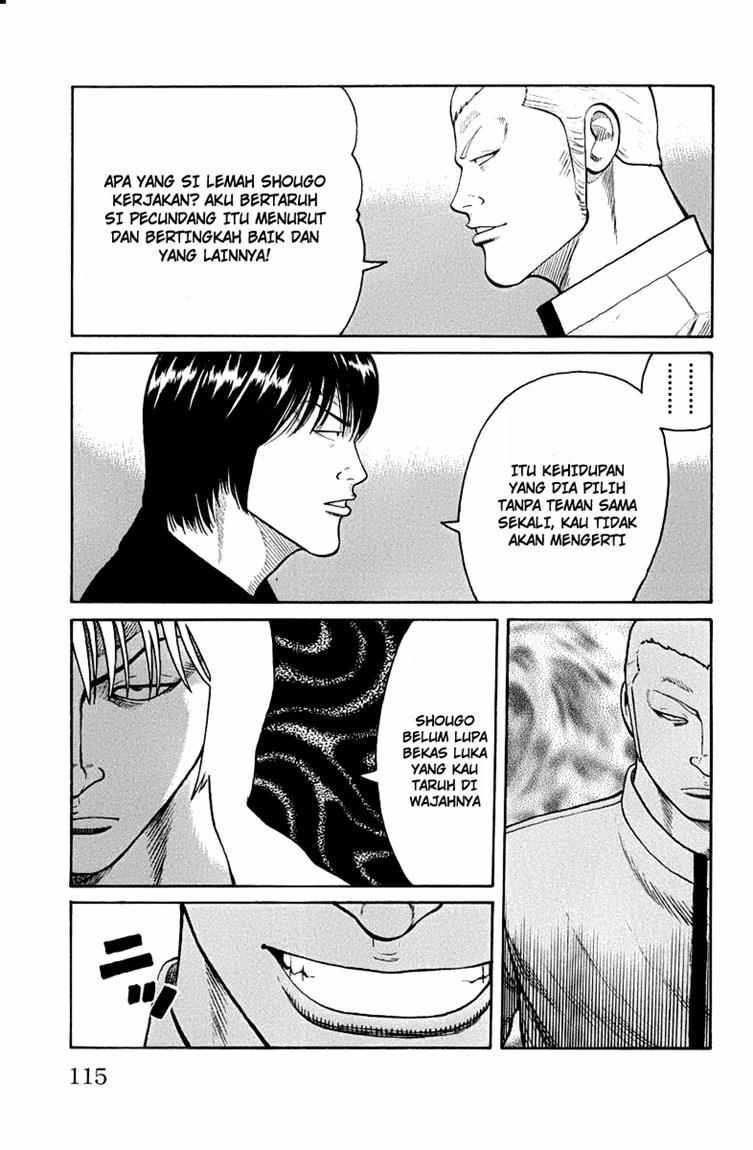 APA YANG SI LEMAH SHOUGO
KERJAKAN? AKU BERTARUH
SI PECUNDANG ITU MENURUT
DAN BERTINGKAH BAIK DAN
YANG LAINNYA!
ITU KEHIDUPAN
YANG DIA PILIH
TANPA TEMAN SAMA
SEKALI, KAU TIDAK
AKAN MENGERTI
SHOUGO
BELUM LUPA
BEKAS LUKA
YANG KAU
TARUH DI
WAJAHNYA
ニッ
115